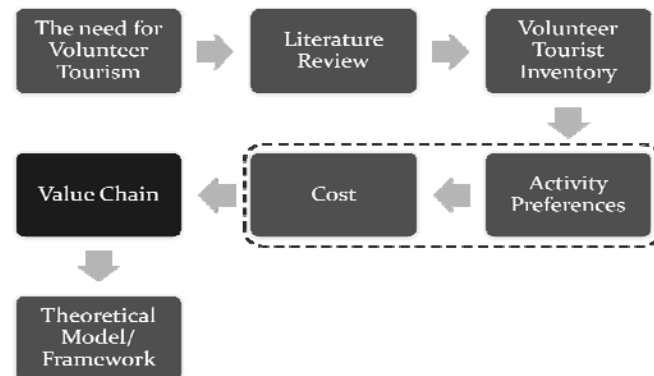 The need for
Volunteer
Tourism
Literature
Review
Volunteer
Tourist
Inventory
Activity
Preferences
Cost
Value Chain
Theoretical
Model/
Framework